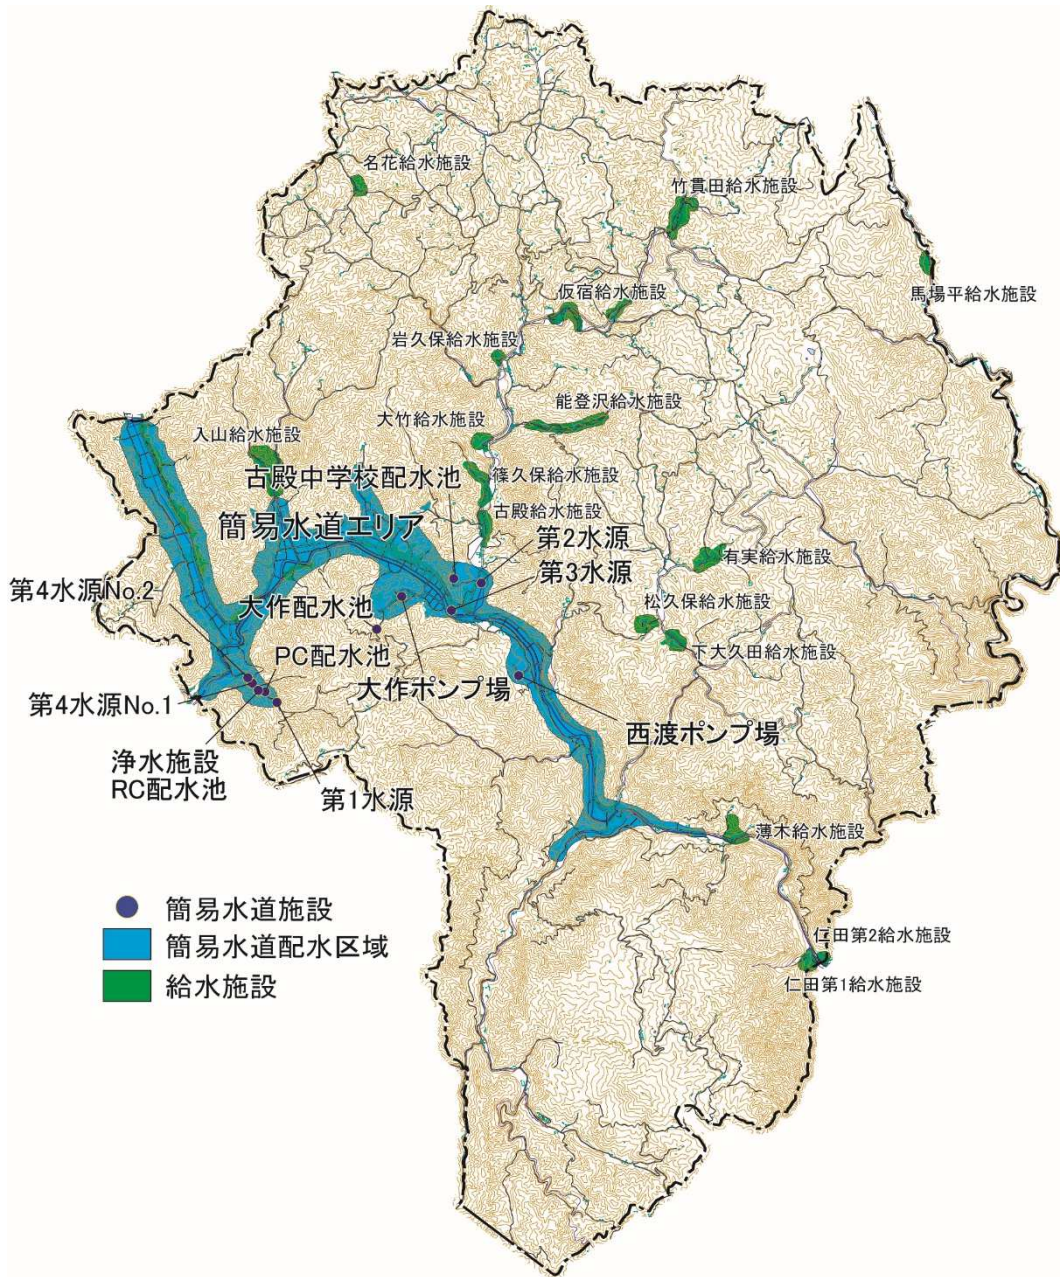 名花給水施設
竹貫田給水施設
馬場平給水施設
仮宿給水施設
岩久保給水施設
能登沢給水施設
大竹給水施設
入山給水施設
古殿中学校配水池
篠久保給水施設
古殿給水施設
簡易水道エリア
第2水源
第3水源
有実給水施設
第4水源No.2
大作配水池
松久保給水施設
下大久田給水施設
PC配水池
大作ポンプ場
第4水源No.1
西渡ポンプ場
浄水施設
RC配水池
第1水源
薄木給水施設
簡易水道施設
簡易水道配水区域
給水施設
仁田第2給水施設
仁田第1給水施設